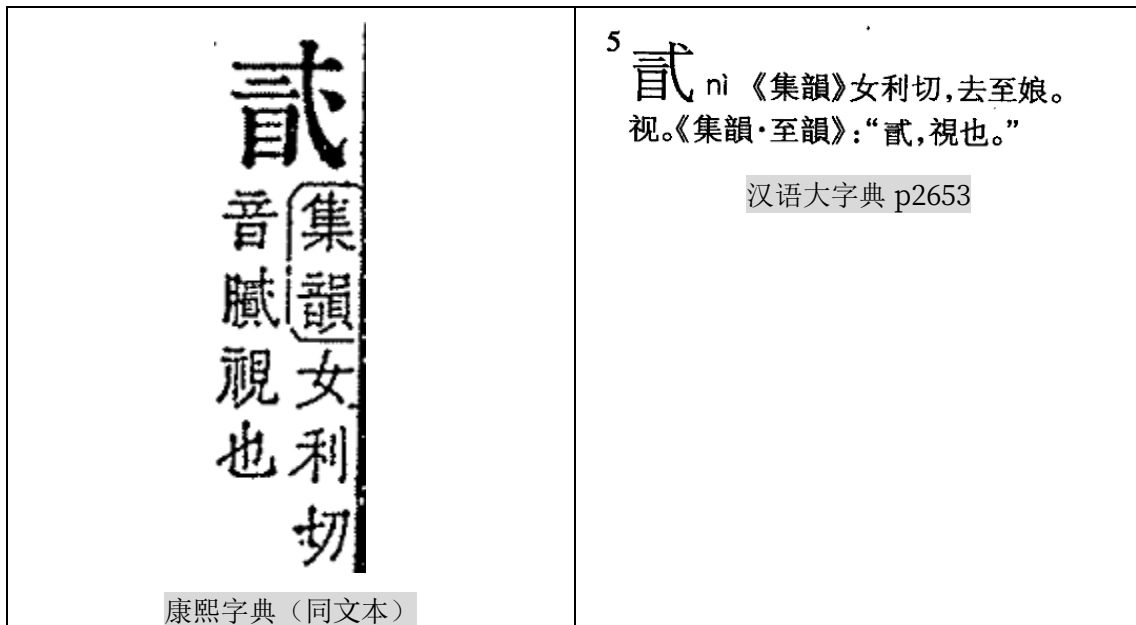 集韻女利切
音膩視也
康熙字典（同文本）
5
nì 《集韻》女利切,去至娘。
视。《集韻·至韻》:“,視也。”
汉语大字典 p2653